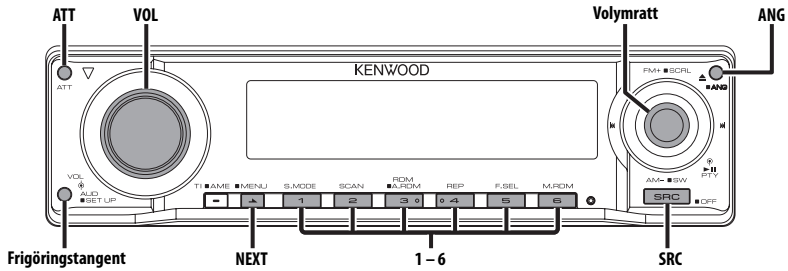 ATT
VOL
Volymratt
ANG
KENWOOD
ATT
FM+ ■SCRL
■ANG
VOL
AUD
■SET UP
TI ■AME
■MENU
S.MODE
SCAN
RDM
■A.RDM
REP
F.SEL
M.RDM
AM– ■SW
PTY
1
2
3
4
5
6
SRC
■OFF
Frigöringstangent
NEXT
1 – 6
SRC